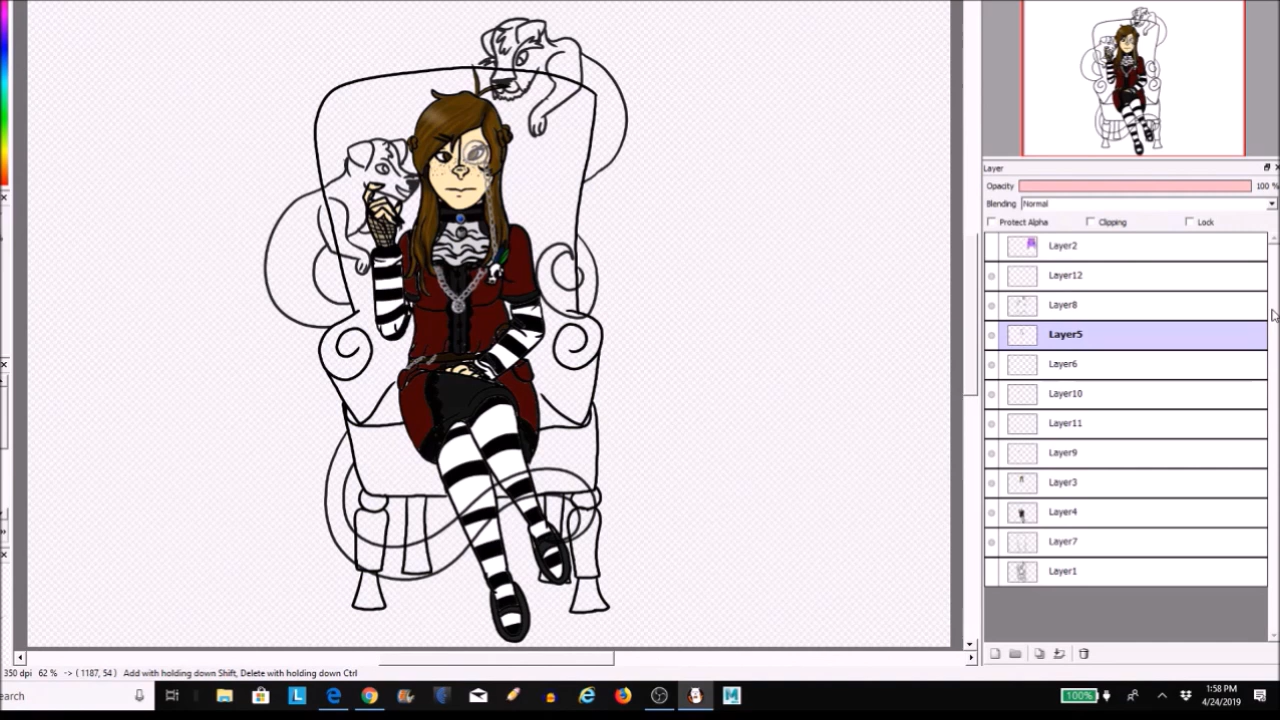 Layer
Opacity 100 %
Blending Normal
Protect Alpha Clipping Lock
Layer2
Layer12
Layer8
Layer5
Layer6
Layer10
Layer11
Layer9
Layer3
Layer4
Layer7
Layer1
350 dpi 62 % -> ( 1187, 54 ) Add with holding down Shift, Delete with holding down Ctrl
earch
L
100%
1:58 PM
4/24/2019